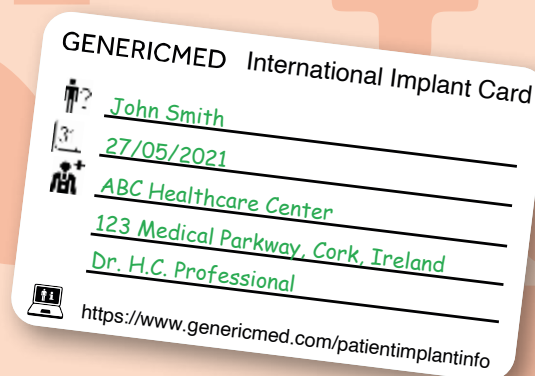 GENERICMED International Implant Card
?
John Smith
31
27/05/2021
+
ABC Healthcare Center
123 Medical Parkway, Cork, Ireland
Dr. H.C. Professional
https://www.genericmed.com/patientimplantinfo